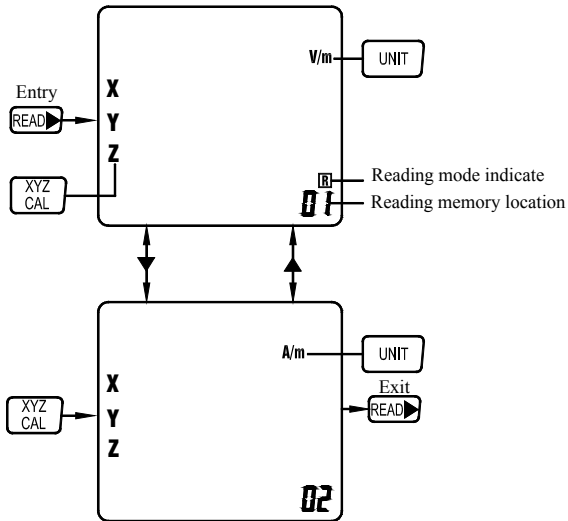 V/m
UNIT
Entry
READ
X
Y
Z
XYZ
CAL
R
Reading mode indicate
01
Reading memory location
A/m
UNIT
X
Exit
XYZ
CAL
Y
READ
Z
02